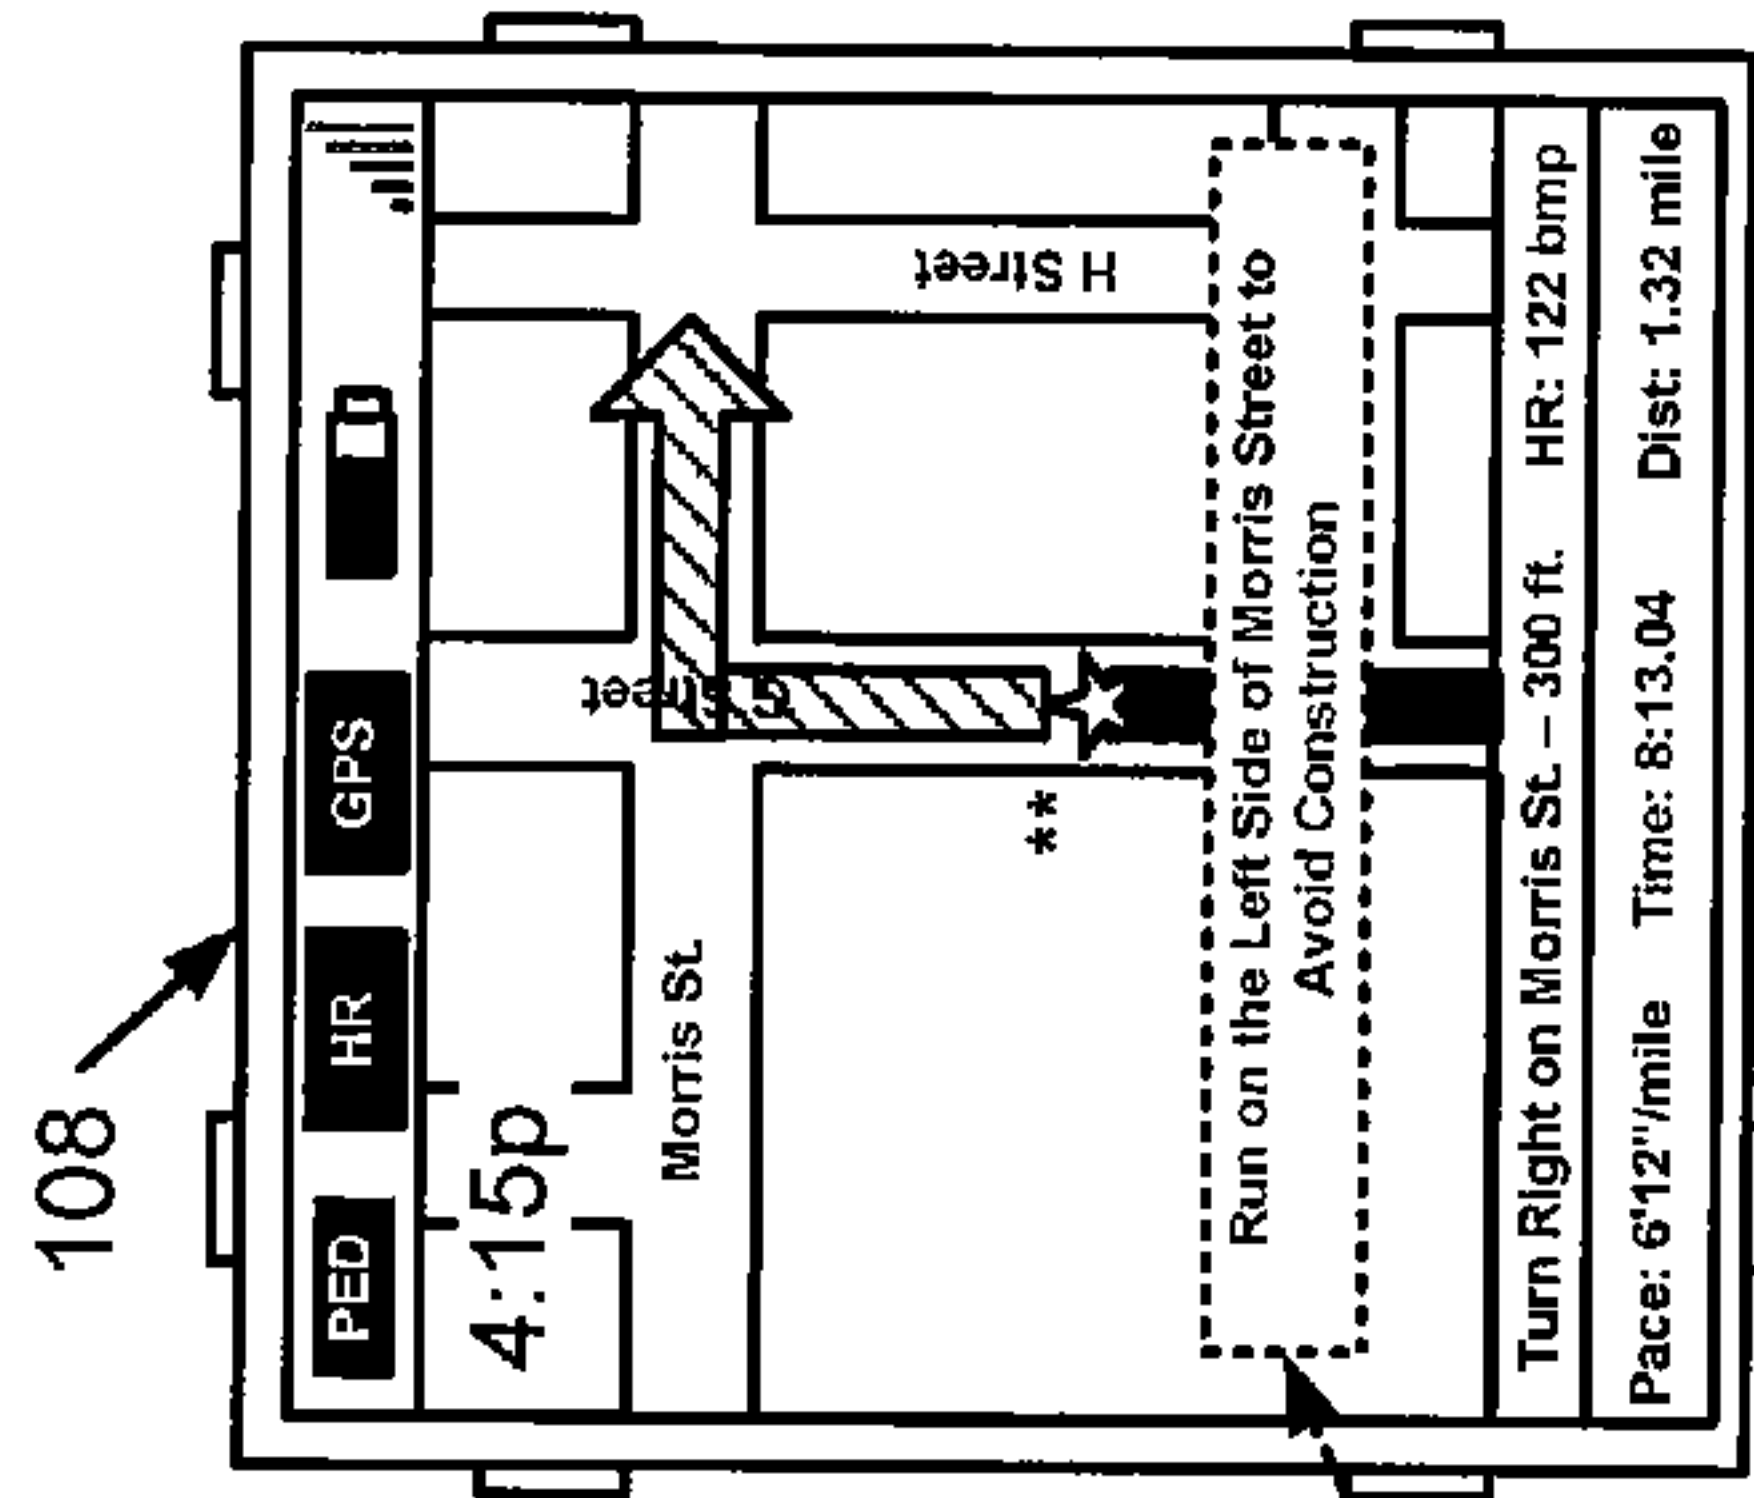 108
PED HR GPS
4:15p
Morris St.
G Street
H Street
**
Run on the Left Side of Morris Street to
Avoid Construction
Turn Right on Morris St. – 300 ft. HR: 122 bmp
Pace: 6'12"/mile Time: 8:13.04 Dist: 1.32 mile